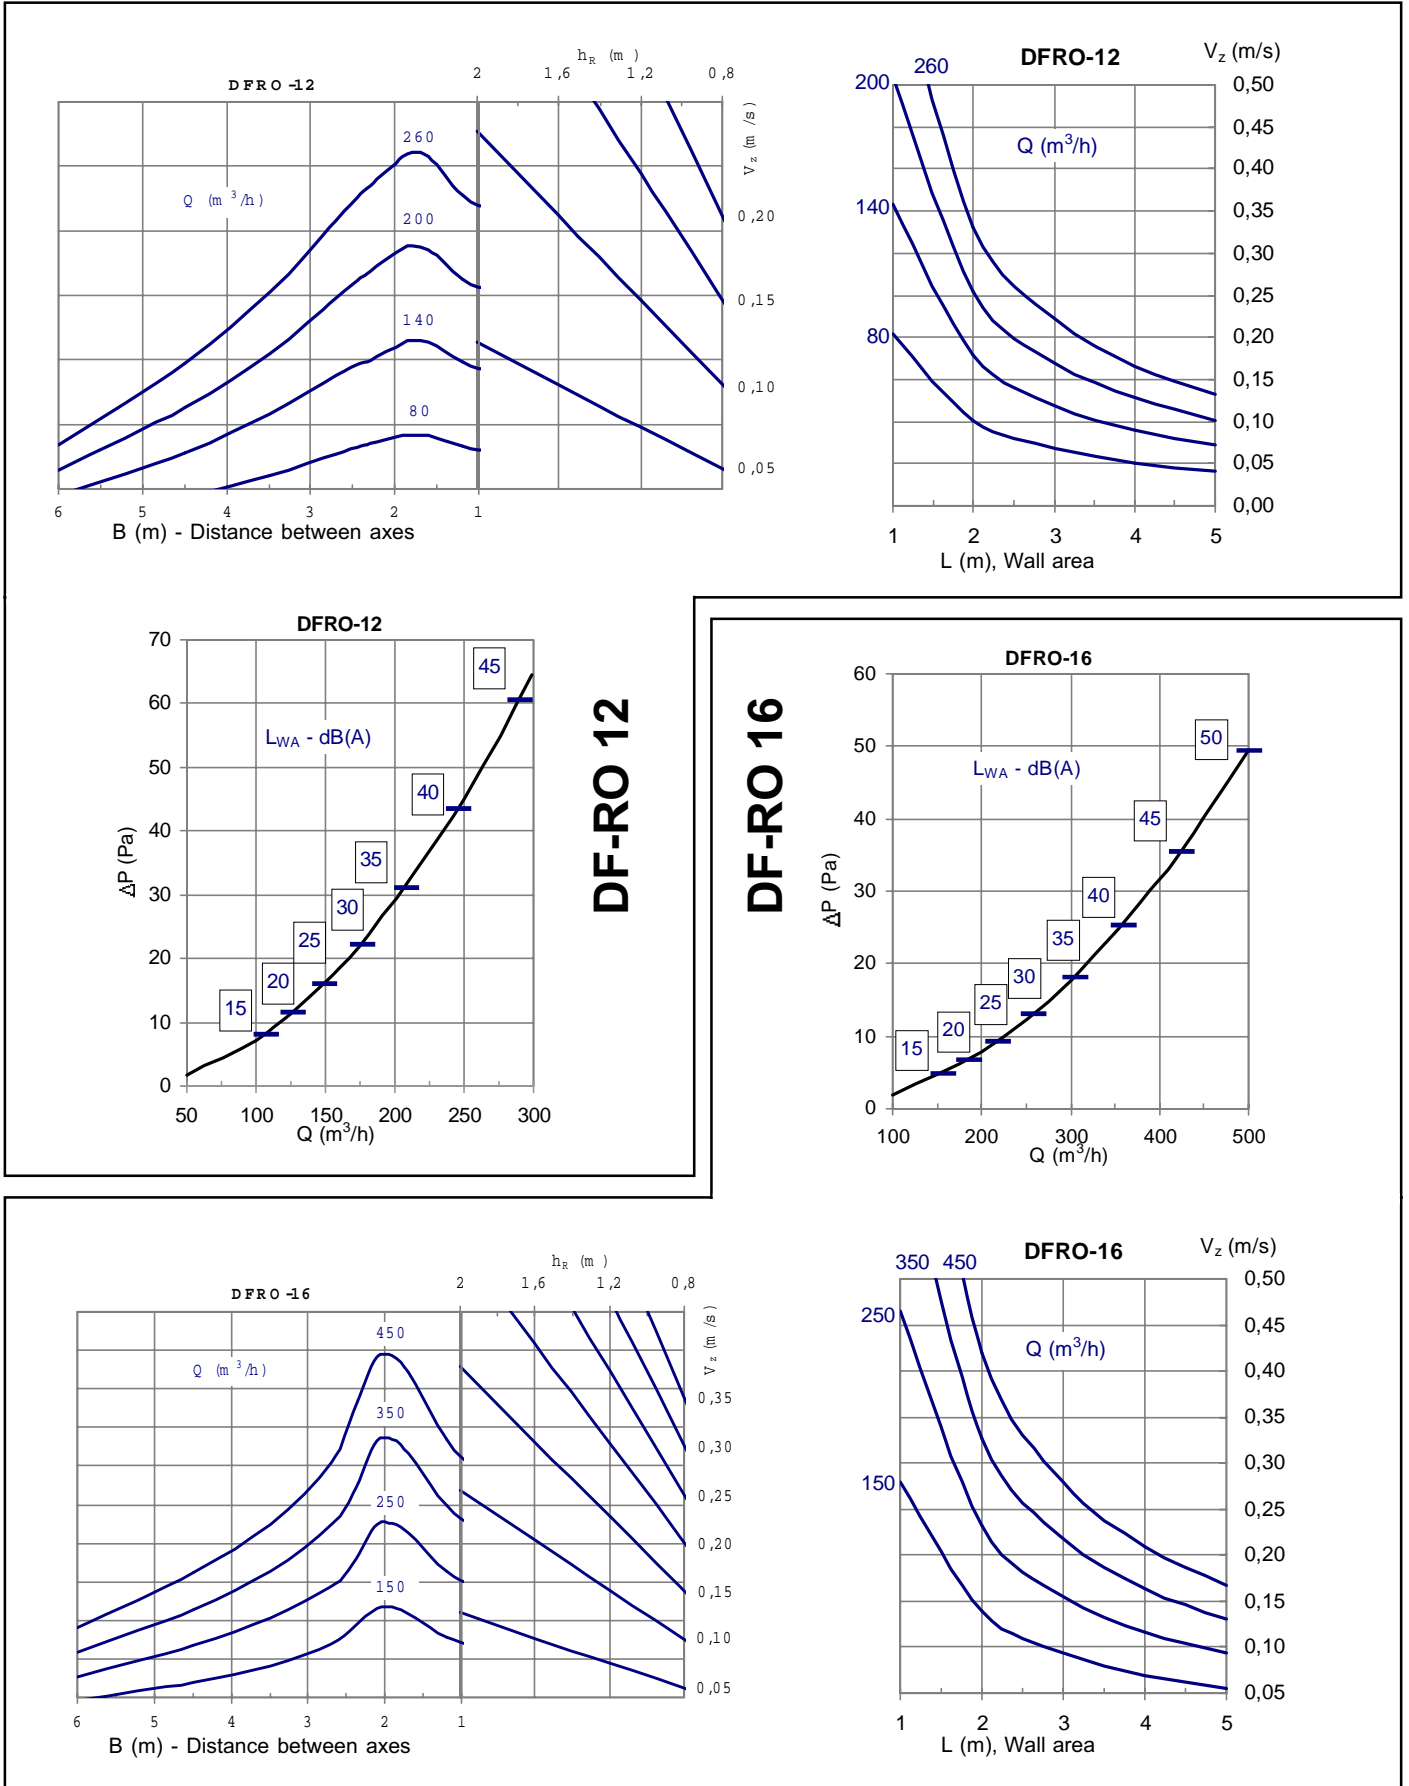 h_R (m )
DFRO-12
2 1,6 1,2 0,8
V_z (m/s)
260
Q (m³/h)
200
140
80
0,20
0,15
0,10
0,05
6 5 4 3 2 1
B (m) - Distance between axes
DFRO-12
V_z (m/s)
200 260
Q (m³/h)
140
80
0,50
0,45
0,40
0,35
0,30
0,25
0,20
0,15
0,10
0,05
0,00
1 2 3 4 5
L (m), Wall area
DFRO-12
70
60
50
40
30
20
10
0
ΔP (Pa)
L_WA - dB(A)
45
40
35
30
25
20
15
50 100 150 200 250 300
Q (m³/h)
DF-RO 12
DF-RO 16
DFRO-16
60
50
40
30
20
10
0
ΔP (Pa)
L_WA - dB(A)
50
45
40
35
30
25
20
15
100 200 300 400 500
Q (m³/h)
h_R (m )
DFRO-16
2 1,6 1,2 0,8
V_z (m/s)
450
Q (m³/h)
350
250
150
0,35
0,30
0,25
0,20
0,15
0,10
0,05
6 5 4 3 2 1
B (m) - Distance between axes
DFRO-16
V_z (m/s)
350 450
250
Q (m³/h)
150
0,50
0,45
0,40
0,35
0,30
0,25
0,20
0,15
0,10
0,05
1 2 3 4 5
L (m), Wall area